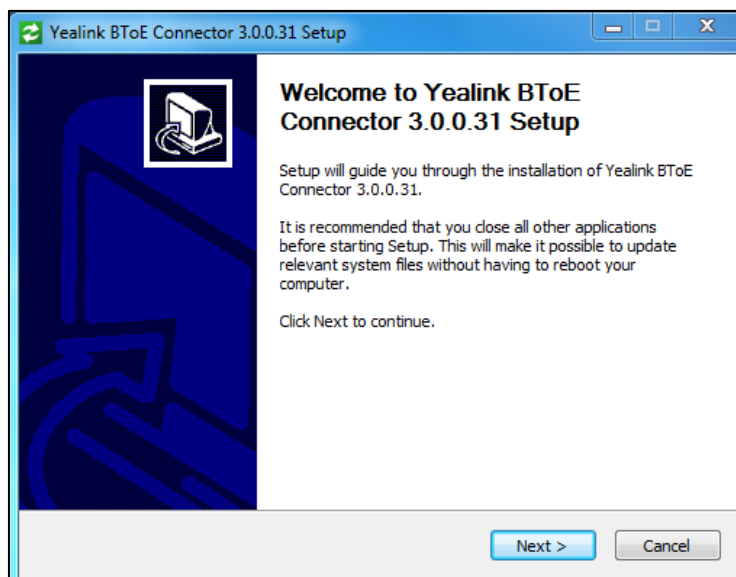 Yealink BToE Connector 3.0.0.31 Setup
Welcome to Yealink BToE
Connector 3.0.0.31 Setup
Setup will guide you through the installation of Yealink BToE
Connector 3.0.0.31.
It is recommended that you close all other applications
before starting Setup. This will make it possible to update
relevant system files without having to reboot your
computer.
Click Next to continue.
Next >
Cancel